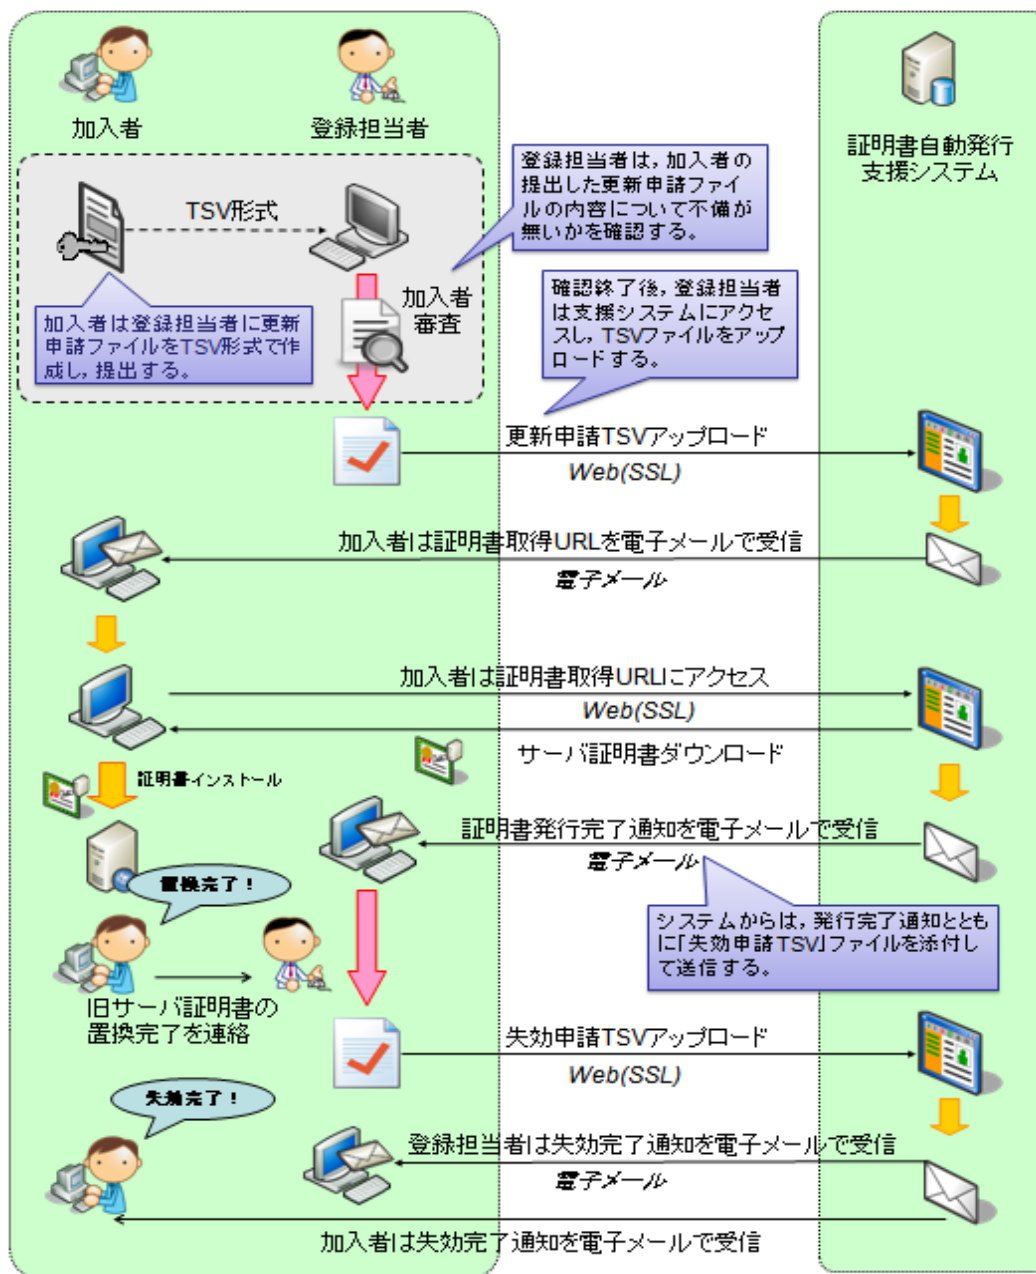 加入者
登録担当者
証明書自動発行
支援システム
登録担当者は，加入者の
提出した更新申請ファイ
ルの内容について不備が
無いかを確認する。
TSV形式
加入者
審査
加入者は登録担当者に更新
申請ファイルをTSV形式で作
成し，提出する。
確認終了後，登録担当者
は支援システムにアクセ
スし，TSVファイルをアップ
ロードする。
更新申請TSVアップロード
Web(SSL)
加入者は証明書取得URLを電子メールで受信
電子メール
加入者は証明書取得URLにアクセス
Web(SSL)
サーバ証明書ダウンロード
証明書インストール
証明書発行完了通知を電子メールで受信
電子メール
置換完了！
システムからは，発行完了通知ととも
に「失効申請TSV」ファイルを添付し
て送信する。
旧サーバ証明書の
置換完了を連絡
失効申請TSVアップロード
Web(SSL)
失効完了！
登録担当者は失効完了通知を電子メールで受信
電子メール
加入者は失効完了通知を電子メールで受信